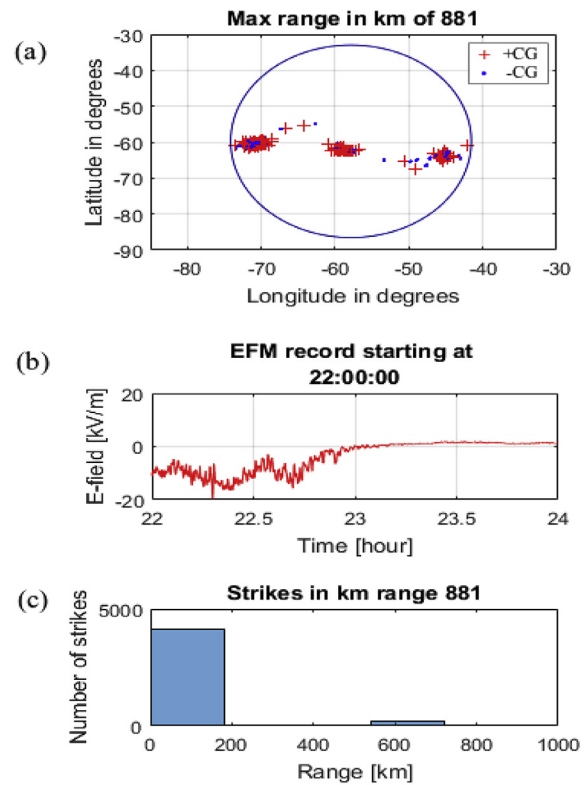 Max range in km of 881
(a)
-30
+CG
-CG
-40
-50
-60
-70
-80
-90
Latitude in degrees
-80
-70
-60
-50
-40
-30
Longitude in degrees
(b)
EFM record starting at
22:00:00
20
0
-20
E-field [kV/m]
22
22.5
23
23.5
24
Time [hour]
(c)
Strikes in km range 881
5000
0
Number of strikes
0
200
400
600
800
1000
Range [km]